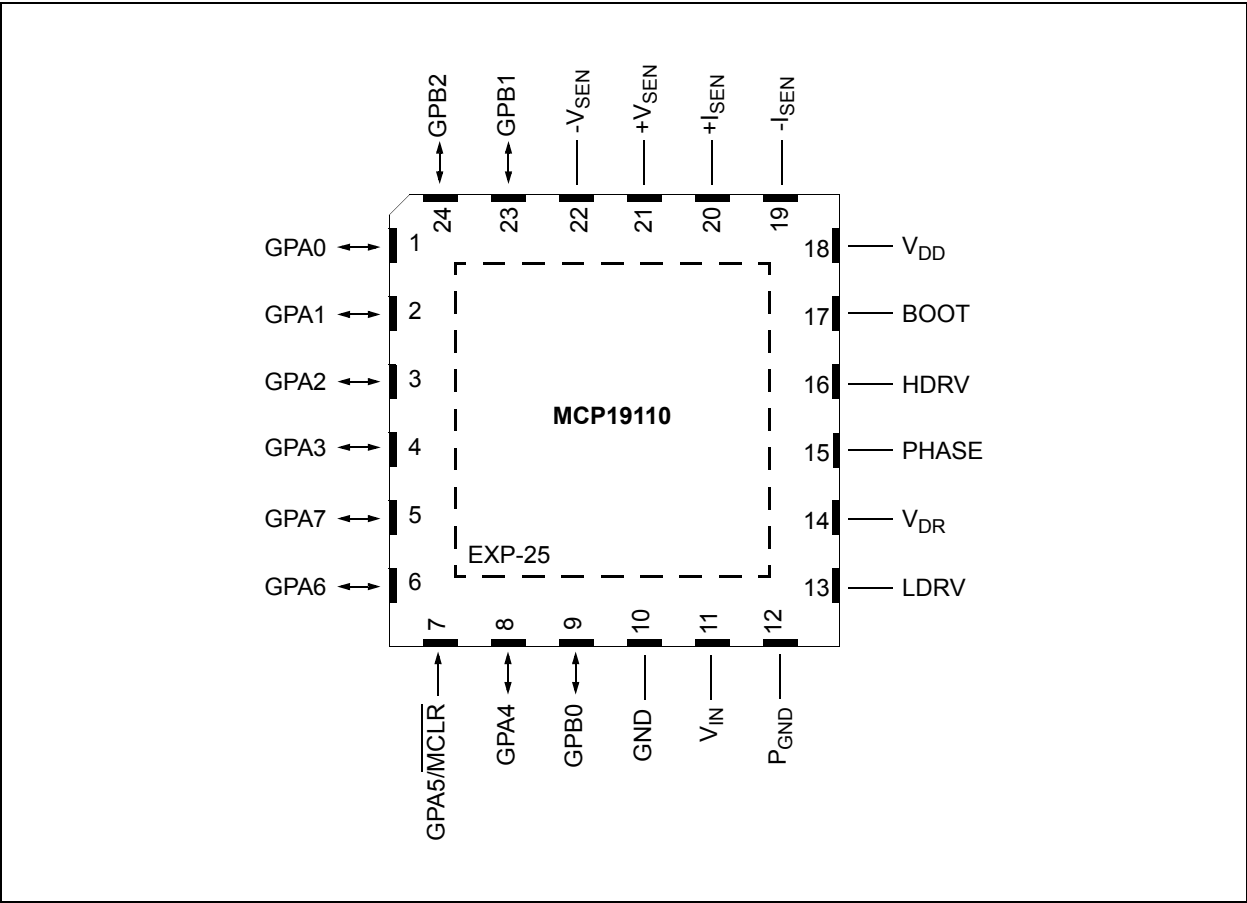 GPB2
GPB1
-VSEN
+VSEN
+ISEN
-ISEN
24
23
22
21
20
19
GPA0
1
18
VDD
GPA1
2
17
BOOT
GPA2
3
16
HDRV
MCP19110
GPA3
4
15
PHASE
GPA7
5
14
VDR
EXP-25
GPA6
6
13
LDRV
7
8
9
10
11
12
GPA5/MCLR
GPA4
GPB0
GND
VIN
PGND